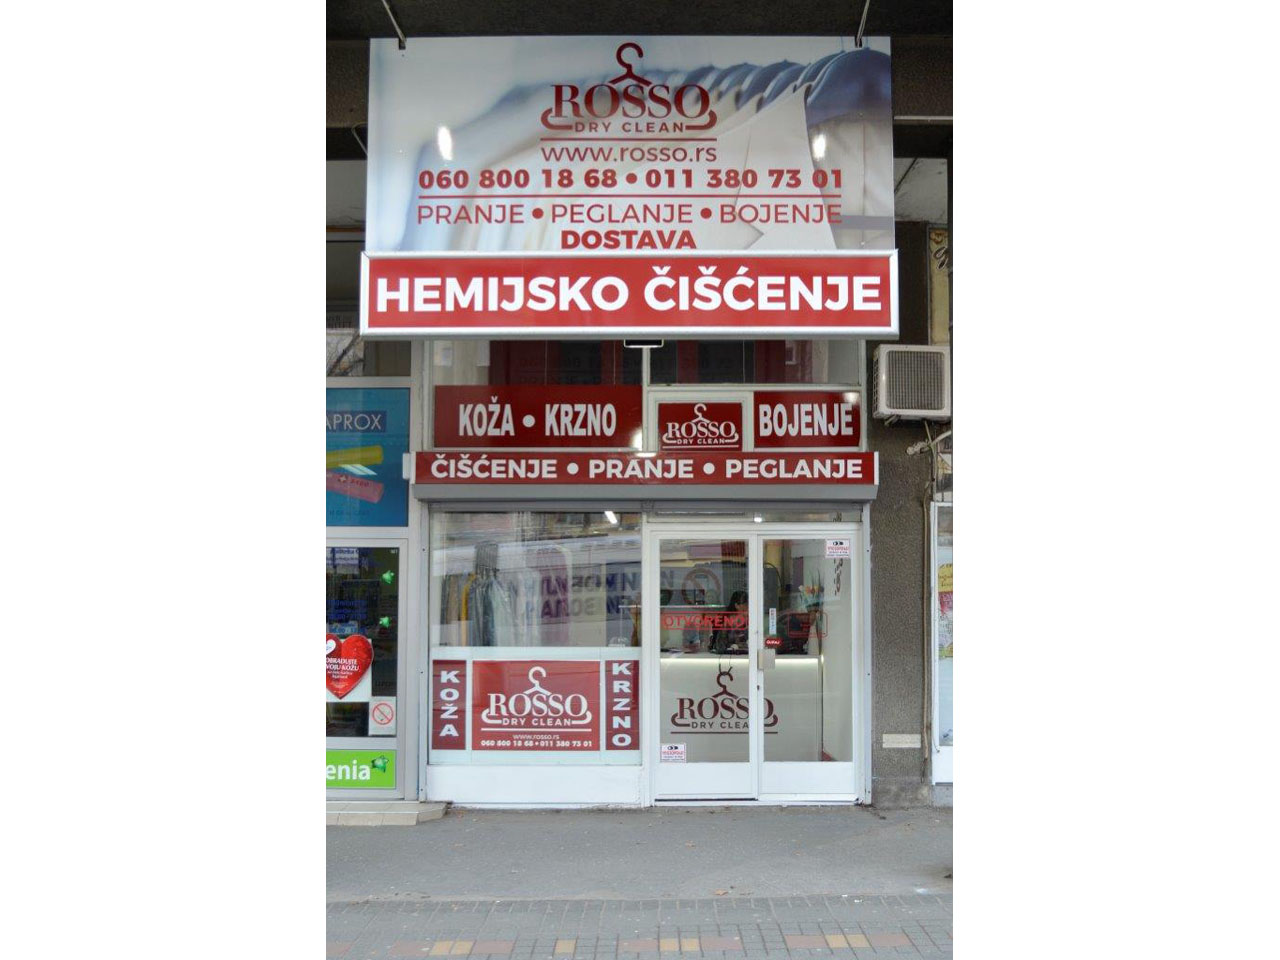 ROSSO
DRY CLEAN
www.rosso.rs
060 800 18 68 • 011 380 73 01
PRANJE • PEGLANJE • BOJENJE
DOSTAVA
HEMIJSKO ČIŠĆENJE
KOŽA • KRZNO
ROSSO
DRY CLEAN
BOJENJE
APROX
ČIŠĆENJE • PRANJE • PEGLANJE
OTVORENO
KOŽA
ROSSO
DRY CLEAN
www.rosso.rs
060 800 18 68 • 011 380 73 01
KRZNO
ROSSO
DRY CLEAN
enia